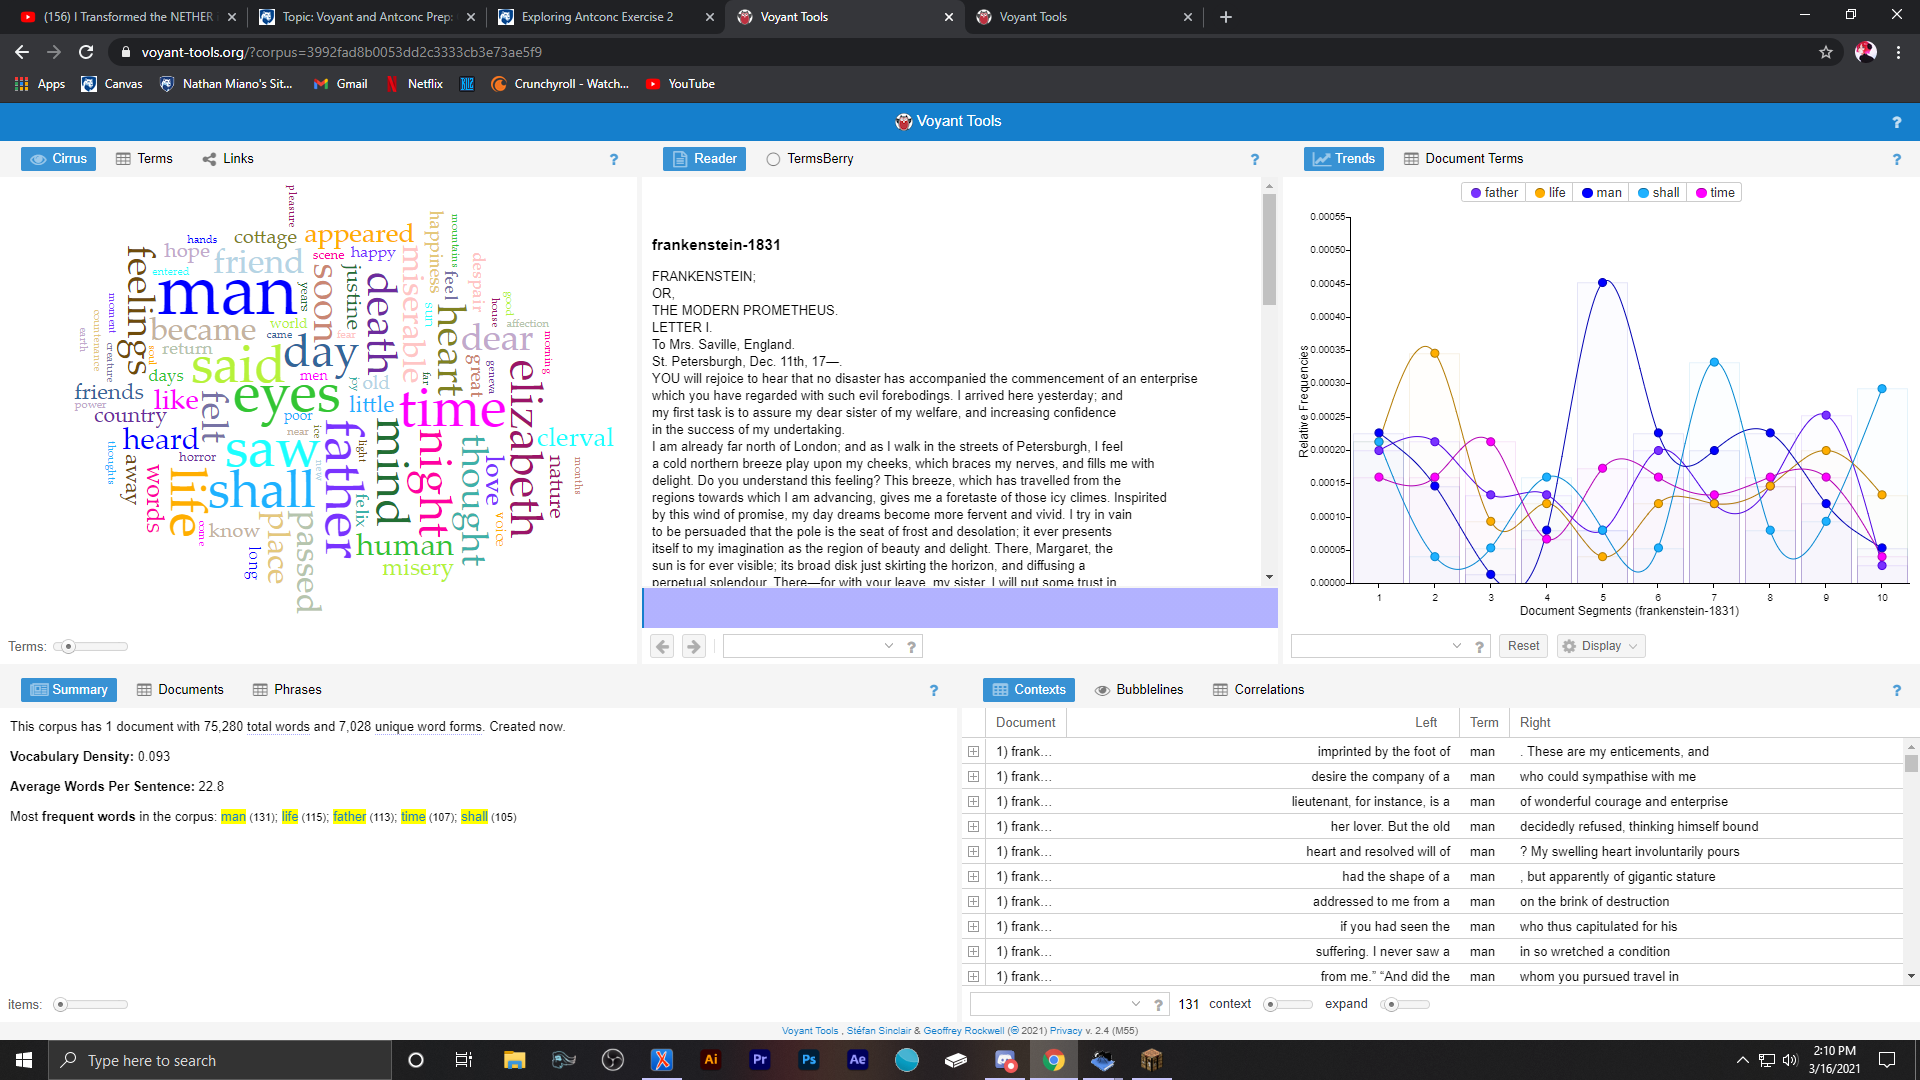 (156) I Transformed the NETHER i
Topic: Voyant and Antconc Prep:
Exploring Antconc Exercise 2
Voyant Tools
Voyant Tools
voyant-tools.org/?corpus=3992fad8b0053dd2c3333cb3e73ae5f9
Apps
Canvas
Nathan Miano's Sit...
Gmail
Netflix
Crunchyroll - Watch...
YouTube
Voyant Tools
?
Cirrus
Terms
Links
?
pleasure
hands
cottage
appeared
happiness
mountains
hope
friend
scene
happy
feelings
entered
man
years
soon
justine
death
miserable
feel
despair
sun
heart
house
good
affection
dear
moment
countenance
earth
creature
became
world
came
fear
return
soul
said
day
men
joy
old
far
great
geneva
morning
days
friends
power
like
eyes
little
time
elizabeth
country
felt
poor
near
ice
heard
saw
father
light
mind
night
thought
clerval
thoughts
horror
new
away
words
life
shall
felix
love
nature
months
come
know
place
passed
human
voice
long
misery
Terms:
Reader
TermsBerry
?
frankenstein-1831
FRANKENSTEIN;
OR,
THE MODERN PROMETHEUS.
LETTER I.
To Mrs. Saville, England.
St. Petersburgh, Dec. 11th, 17—.
YOU will rejoice to hear that no disaster has accompanied the commencement of an enterprise
which you have regarded with such evil forebodings. I arrived here yesterday; and
my first task is to assure my dear sister of my welfare, and increasing confidence
in the success of my undertaking.
I am already far north of London; and as I walk in the streets of Petersburgh, I feel
a cold northern breeze play upon my cheeks, which braces my nerves, and fills me with
delight. Do you understand this feeling? This breeze, which has travelled from the
regions towards which I am advancing, gives me a foretaste of those icy climes. Inspirited
by this wind of promise, my day dreams become more fervent and vivid. I try in vain
to be persuaded that the pole is the seat of frost and desolation; it ever presents
itself to my imagination as the region of beauty and delight. There, Margaret, the
sun is for ever visible; its broad disk just skirting the horizon, and diffusing a
perpetual splendour. There—for with your leave, my sister, I will put some trust in
?
Trends
Document Terms
?
father
life
man
shall
time
Relative Frequencies
0.00055
0.00050
0.00045
0.00040
0.00035
0.00030
0.00025
0.00020
0.00015
0.00010
0.00005
0.00000
1 2 3 4 5 6 7 8 9 10
Document Segments (frankenstein-1831)
?
Reset
Display
Summary
Documents
Phrases
?
This corpus has 1 document with 75,280 total words and 7,028 unique word forms. Created now.
Vocabulary Density: 0.093
Average Words Per Sentence: 22.8
Most frequent words in the corpus: man (131); life (115); father (113); time (107); shall (105)
items:
Contexts
Bubblelines
Correlations
?
Document Left Term Right
1) frank... imprinted by the foot of man . These are my enticements, and
1) frank... desire the company of a man who could sympathise with me
1) frank... lieutenant, for instance, is a man of wonderful courage and enterprise
1) frank... her lover. But the old man decidedly refused, thinking himself bound
1) frank... heart and resolved will of man ? My swelling heart involuntarily pours
1) frank... had the shape of a man , but apparently of gigantic stature
1) frank... addressed to me from a man on the brink of destruction
1) frank... if you had seen the man who thus capitulated for his
1) frank... suffering. I never saw a man in so wretched a condition
1) frank... from me.” “And did the man whom you pursued travel in
? 131 context expand
Voyant Tools , Stéfan Sinclair & Geoffrey Rockwell (© 2021) Privacy v. 2.4 (M55)
Type here to search
Ai
Pr
Ps
Ae
2:10 PM
3/16/2021